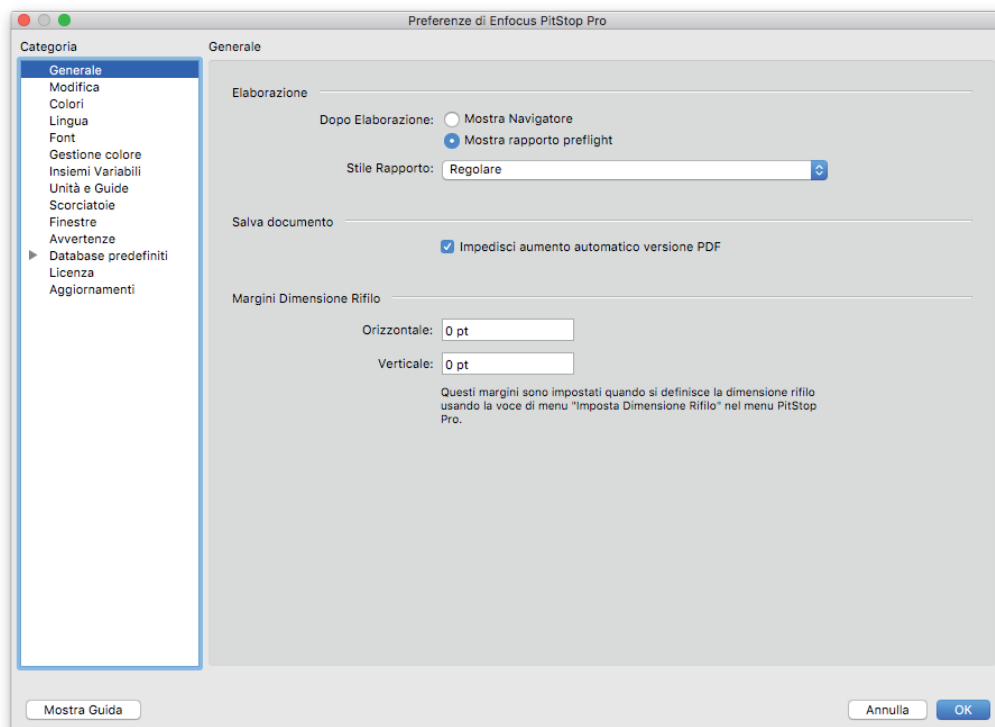 Preferenze di Enfocus PitStop Pro
Categoria
Generale
Modifica
Colori
Lingua
Font
Gestione colore
Insiemi Variabili
Unità e Guide
Scorciatoie
Finestre
Avvertenze
Database predefiniti
Licenza
Aggiornamenti
Generale
Elaborazione
Dopo Elaborazione: Mostra Navigatore
Mostra rapporto preflight
Stile Rapporto: Regolare
Salva documento
Impedisci aumento automatico versione PDF
Margini Dimensione Rifilo
Orizzontale: 0 pt
Verticale: 0 pt
Questi margini sono impostati quando si definisce la dimensione rifilo
usando la voce di menu "Imposta Dimensione Rifilo" nel menu PitStop
Pro.
Mostra Guida
Annulla
OK